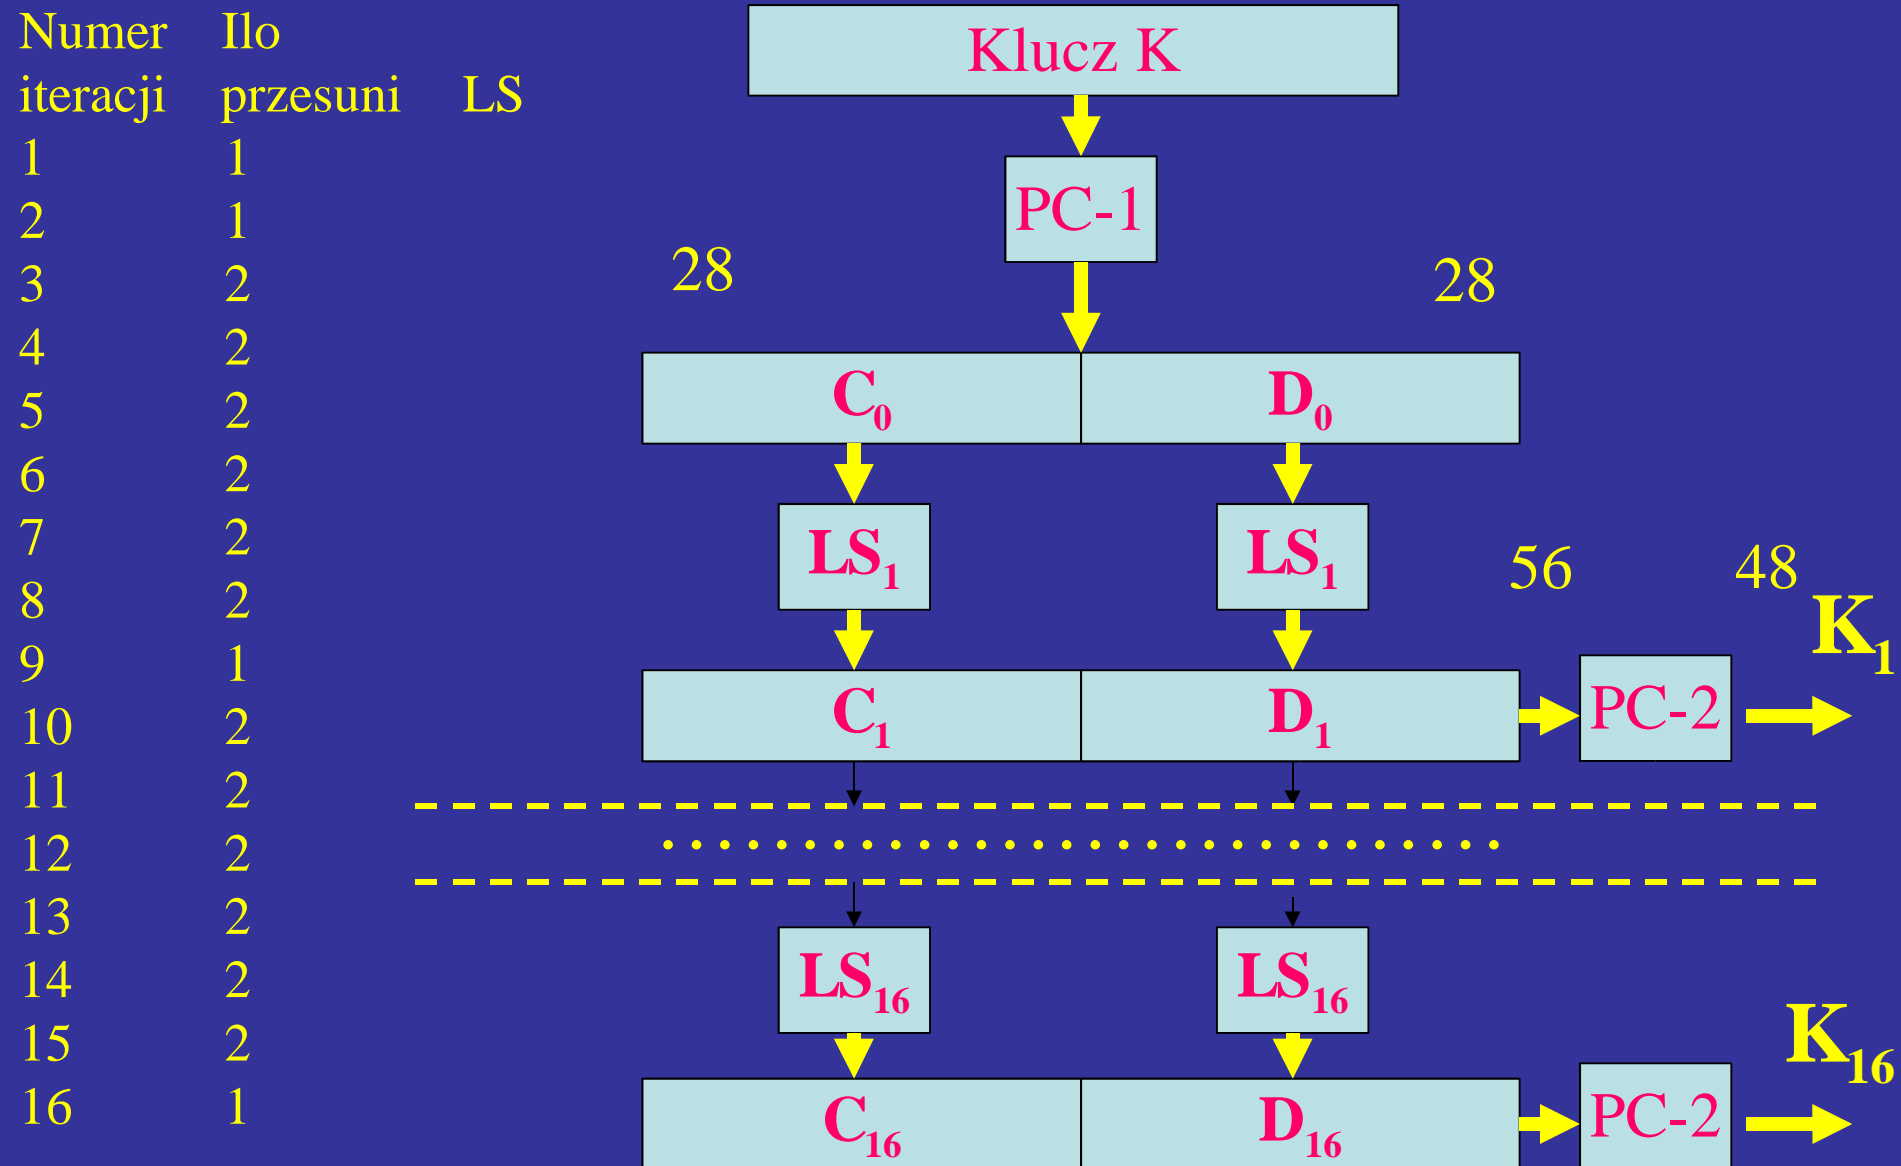 Numer Ilo
iteracji przesuni LS
1 1
2 1
3 2
4 2
5 2
6 2
7 2
8 2
9 1
10 2
11 2
12 2
13 2
14 2
15 2
16 1
Klucz K
PC-1
28 28
C0 D0
LS1 LS1
56 48
K1
C1 D1 PC-2
LS16 LS16
K16
C16 D16 PC-2